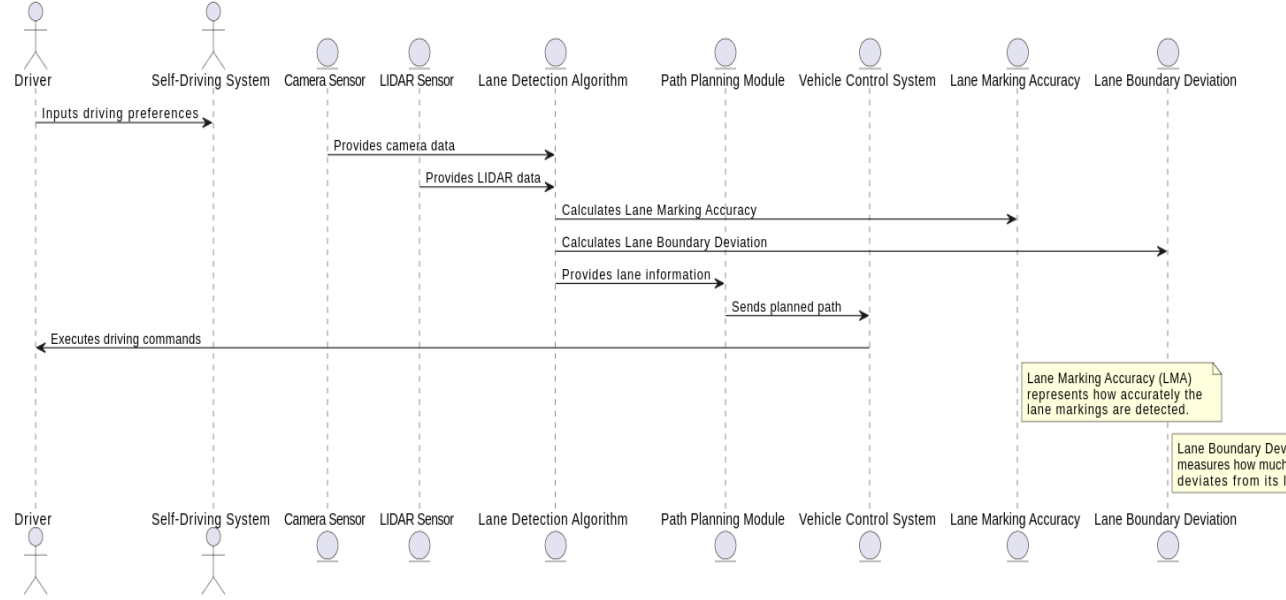 Driver
Self-Driving System
Camera Sensor
LIDAR Sensor
Lane Detection Algorithm
Path Planning Module
Vehicle Control System
Lane Marking Accuracy
Lane Boundary Deviation
Inputs driving preferences
Provides camera data
Provides LIDAR data
Calculates Lane Marking Accuracy
Calculates Lane Boundary Deviation
Provides lane information
Sends planned path
Executes driving commands
Lane Marking Accuracy (LMA)
represents how accurately the
lane markings are detected.
Lane Boundary
measures how much
deviates from its
Driver
Self-Driving System
Camera Sensor
LIDAR Sensor
Lane Detection Algorithm
Path Planning Module
Vehicle Control System
Lane Marking Accuracy
Lane Boundary Deviation